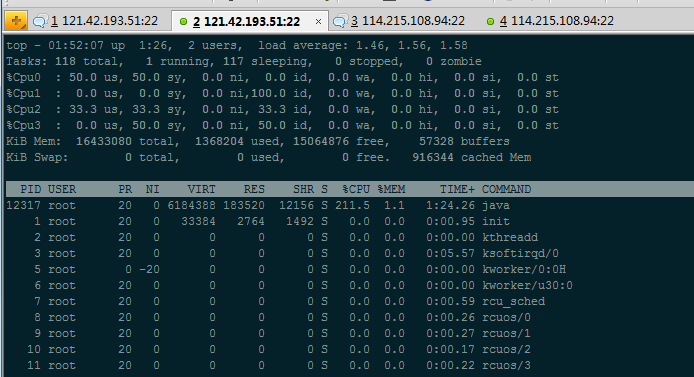 1 121.42.193.51:22 2 121.42.193.51:22 × 3 114.215.108.94:22 4 114.215.108.94:22
top - 01:52:07 up  1:26,  2 users,  load average: 1.46, 1.56, 1.58
Tasks: 118 total,   1 running, 117 sleeping,   0 stopped,   0 zombie
%Cpu0  : 50.0 us, 50.0 sy,  0.0 ni,  0.0 id,  0.0 wa,  0.0 hi,  0.0 si,  0.0 st
%Cpu1  :  0.0 us,  0.0 sy,  0.0 ni,100.0 id,  0.0 wa,  0.0 hi,  0.0 si,  0.0 st
%Cpu2  : 33.3 us, 33.3 sy,  0.0 ni, 33.3 id,  0.0 wa,  0.0 hi,  0.0 si,  0.0 st
%Cpu3  :  0.0 us, 50.0 sy,  0.0 ni, 50.0 id,  0.0 wa,  0.0 hi,  0.0 si,  0.0 st
KiB Mem:  16433080 total,  1368204 used, 15064876 free,    57328 buffers
KiB Swap:        0 total,        0 used,        0 free.   916344 cached Mem
PID USER      PR  NI    VIRT    RES    SHR S  %CPU %MEM     TIME+ COMMAND
12317 root      20   0 6184388 183520  12156 S 211.5  1.1   1:24.26 java
1 root      20   0   33384   2764   1492 S   0.0  0.0   0:00.95 init
2 root      20   0       0      0      0 S   0.0  0.0   0:00.00 kthreadd
3 root      20   0       0      0      0 S   0.0  0.0   0:05.57 ksoftirqd/0
5 root       0 -20       0      0      0 S   0.0  0.0   0:00.00 kworker/0:0H
6 root      20   0       0      0      0 S   0.0  0.0   0:00.00 kworker/u30:0
7 root      20   0       0      0      0 S   0.0  0.0   0:00.59 rcu_sched
8 root      20   0       0      0      0 S   0.0  0.0   0:00.26 rcuos/0
9 root      20   0       0      0      0 S   0.0  0.0   0:00.27 rcuos/1
10 root      20   0       0      0      0 S   0.0  0.0   0:00.17 rcuos/2
11 root      20   0       0      0      0 S   0.0  0.0   0:00.22 rcuos/3